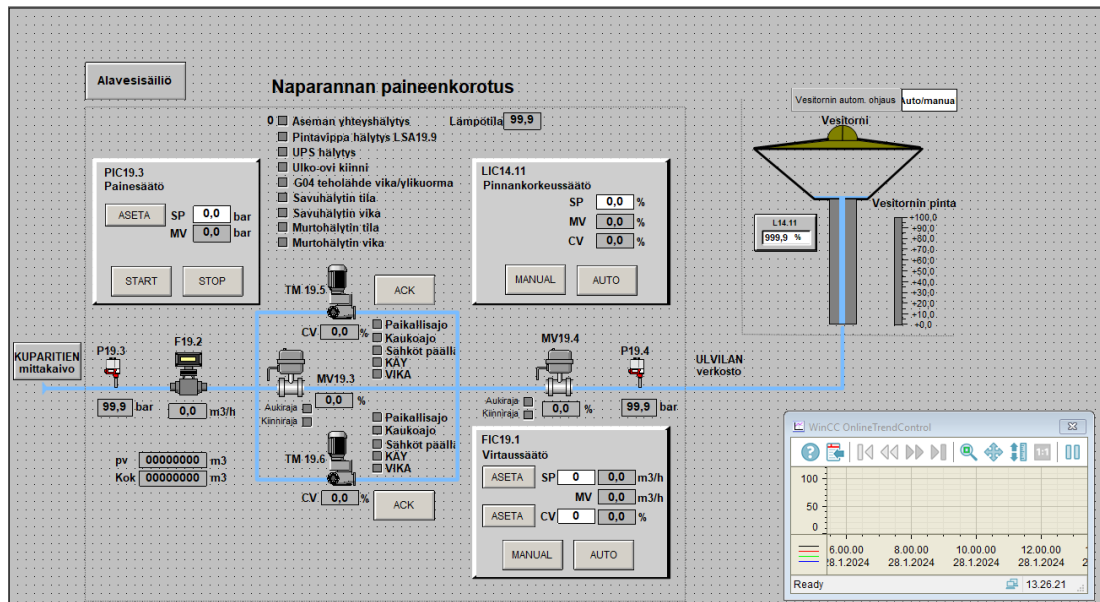 Alavesisäiliö
Naparannan paineenkorotus
0 Aseman yhteyshälytys
Lämpötila 99,9
Pintavippa hälytys LSA19.9
UPS hälytys
Ulko-ovi kiinni
G04 teholähde vika/ylikuorma
Savuhälytin tila
Savuhälytin vika
Murtohälytin tila
Murtohälytin vika
PIC19.3
Painesäätö
ASETA SP 0,0 bar
MV 0,0 bar
START STOP
LIC14.11
Pinnankorkeussäätö
SP 0,0 %
MV 0,0 %
CV 0,0 %
MANUAL AUTO
Vesitornin autom. ohjaus Auto/manua
Vesitorni
L14.11
999,9 %
Vesitornin pinta
+100,0
+90,0
+80,0
+70,0
+60,0
+50,0
+40,0
+30,0
+20,0
+10,0
+0,0
TM 19.5
ACK
CV 0,0 %
Paikallisajo
Kaukoajo
Sähköt päällä
KÄY
VIKA
KUPARITIEN
mittakaivo
P19.3
99,9 bar
F19.2
0,0 m3/h
MV19.3
0,0 %
Aukiraja
Kiinniraja
MV19.4
Aukiraja
Kiinniraja
0,0 %
P19.4
99,9 bar
ULVILAN
verkosto
pv 00000000 m3
Kok 00000000 m3
TM 19.6
CV 0,0 %
Paikallisajo
Kaukoajo
Sähköt päällä
KÄY
VIKA
ACK
FIC19.1
Virtaussäätö
ASETA SP 0 0,0 m3/h
MV 0,0 m3/h
ASETA CV 0 0,0 %
MANUAL AUTO
WinCC OnlineTrendControl
1:1
100
50
0
6.00.00 8.00.00 10.00.00 12.00.00
28.1.2024 28.1.2024 28.1.2024 28.1.2024 2
Ready 13.26.21